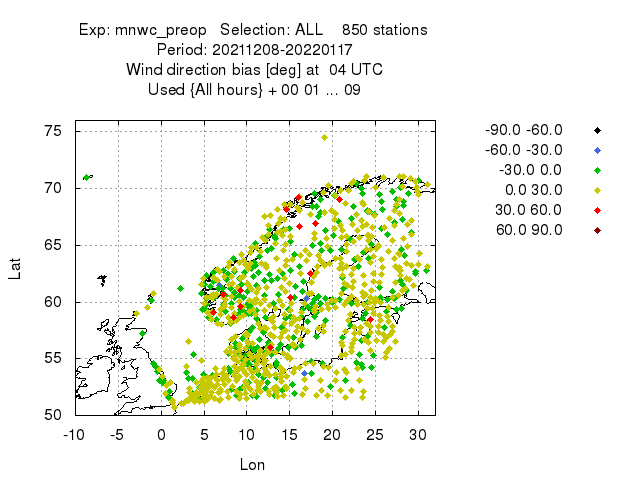 Exp: mnwc_preop   Selection: ALL    850 stations
Period: 20211208-20220117
Wind direction bias [deg] at  04 UTC
Used {All hours} + 00 01 ... 09
75
70
65
60
55
50
-10 -5 0 5 10 15 20 25 30
Lat
Lon
-90.0 -60.0
-60.0 -30.0
-30.0 0.0
0.0 30.0
30.0 60.0
60.0 90.0